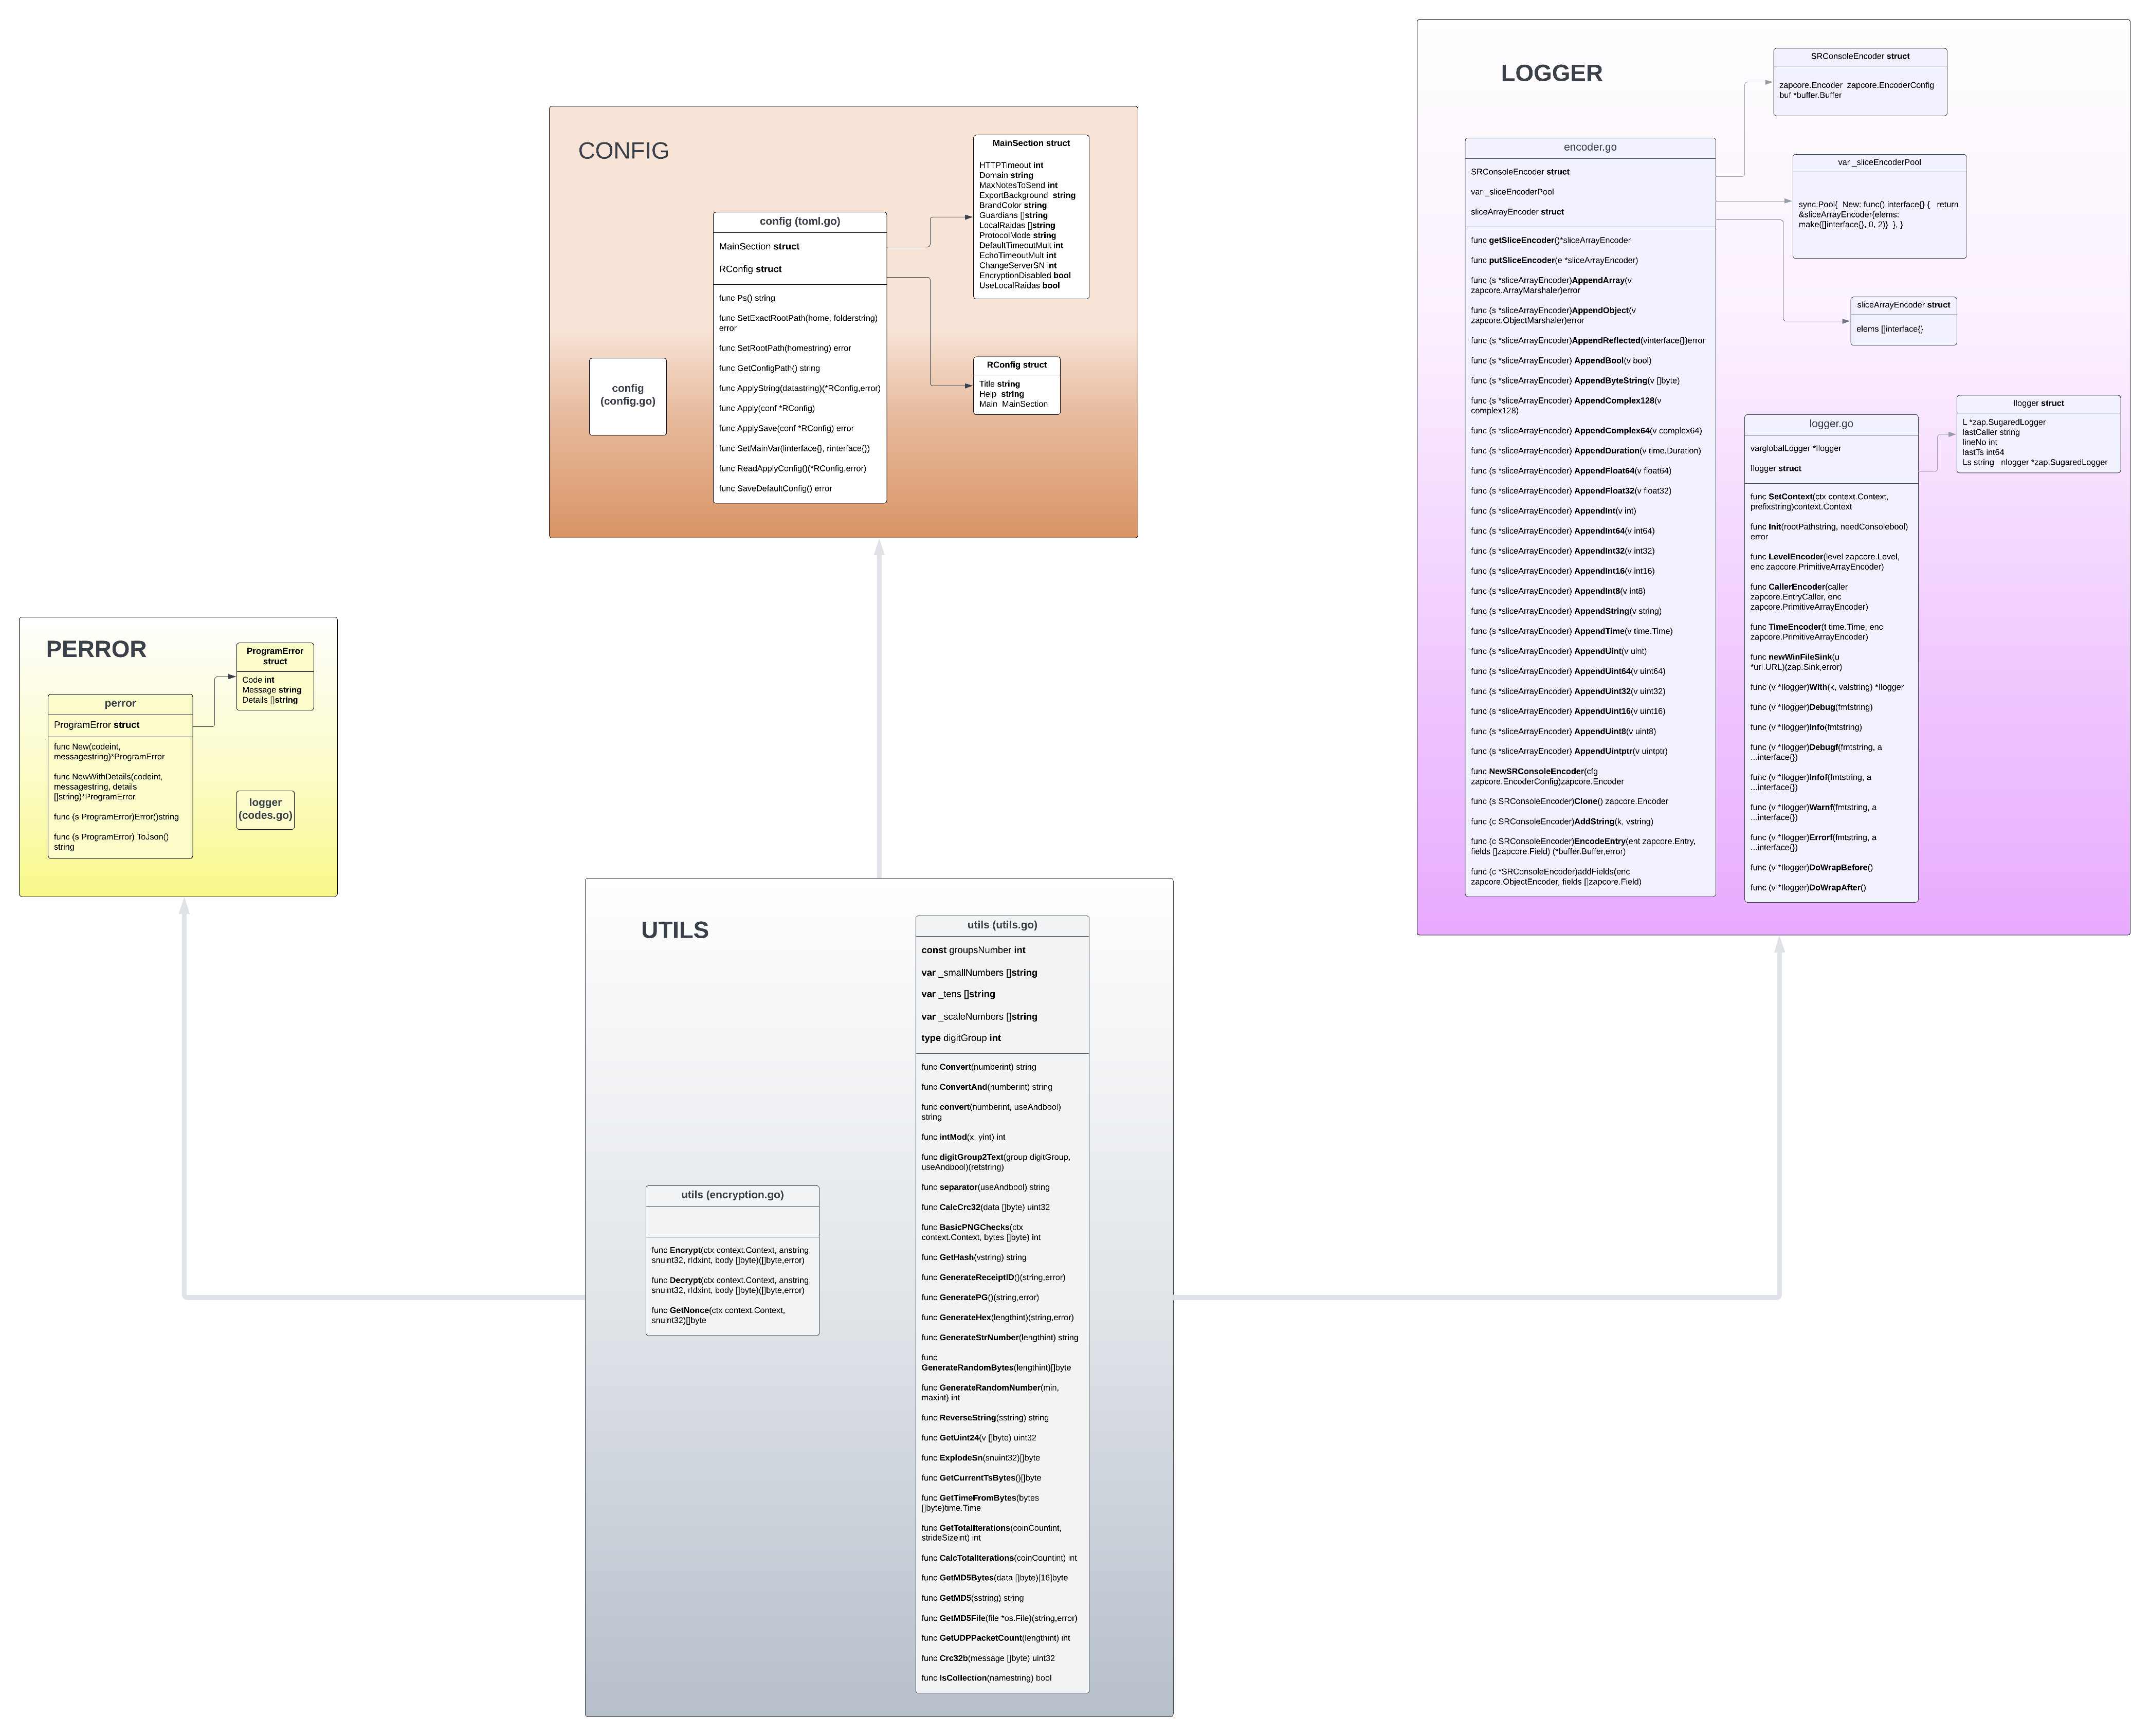 LOGGER
SRConsoleEncoder struct
zapcore.Encoder  zapcore.EncoderConfig
buf *buffer.Buffer
encoder.go
SRConsoleEncoder struct
var _sliceEncoderPool
sliceArrayEncoder struct
func getSliceEncoder()*sliceArrayEncoder
func putSliceEncoder(e *sliceArrayEncoder)
func (s *sliceArrayEncoder)AppendArray(v
zapcore.ArrayMarshaler)error
func (s *sliceArrayEncoder)AppendObject(v
zapcore.ObjectMarshaler)error
func (s *sliceArrayEncoder)AppendReflected(vinterface{})error
func (s *sliceArrayEncoder) AppendBool(v bool)
func (s *sliceArrayEncoder) AppendByteString(v []byte)
func (s *sliceArrayEncoder) AppendComplex128(v
complex128)
func (s *sliceArrayEncoder) AppendComplex64(v complex64)
func (s *sliceArrayEncoder) AppendDuration(v time.Duration)
func (s *sliceArrayEncoder) AppendFloat64(v float64)
func (s *sliceArrayEncoder) AppendFloat32(v float32)
func (s *sliceArrayEncoder) AppendInt(v int)
func (s *sliceArrayEncoder) AppendInt64(v int64)
func (s *sliceArrayEncoder) AppendInt32(v int32)
func (s *sliceArrayEncoder) AppendInt16(v int16)
func (s *sliceArrayEncoder) AppendInt8(v int8)
func (s *sliceArrayEncoder) AppendString(v string)
func (s *sliceArrayEncoder) AppendTime(v time.Time)
func (s *sliceArrayEncoder) AppendUint(v uint)
func (s *sliceArrayEncoder) AppendUint64(v uint64)
func (s *sliceArrayEncoder) AppendUint32(v uint32)
func (s *sliceArrayEncoder) AppendUint16(v uint16)
func (s *sliceArrayEncoder) AppendUint8(v uint8)
func (s *sliceArrayEncoder) AppendUintptr(v uintptr)
func NewSRConsoleEncoder(cfg
zapcore.EncoderConfig)zapcore.Encoder
func (s SRConsoleEncoder)Clone() zapcore.Encoder
func (c SRConsoleEncoder)AddString(k, vstring)
func (c SRConsoleEncoder)EncodeEntry(ent zapcore.Entry,
fields []zapcore.Field) (*buffer.Buffer,error)
func (c *SRConsoleEncoder)addFields(enc
zapcore.ObjectEncoder, fields []zapcore.Field)
var _sliceEncoderPool
sync.Pool{  New: func() interface{} {   return
&sliceArrayEncoder{elems:
make([]interface{}, 0, 2)}  }, }
sliceArrayEncoder struct
elems []interface{}
logger.go
varglobalLogger *llogger
llogger struct
func SetContext(ctx context.Context,
prefixstring)context.Context
func Init(rootPathstring, needConsolebool)
error
func LevelEncoder(level zapcore.Level,
enc zapcore.PrimitiveArrayEncoder)
func CallerEncoder(caller
zapcore.EntryCaller, enc
zapcore.PrimitiveArrayEncoder)
func TimeEncoder(t time.Time, enc
zapcore.PrimitiveArrayEncoder)
func newWinFileSink(u
*url.URL)(zap.Sink,error)
func (v *llogger)With(k, valstring) *llogger
func (v *llogger)Debug(fmtstring)
func (v *llogger)Info(fmtstring)
func (v *llogger)Debugf(fmtstring, a
...interface{})
func (v *llogger)Infof(fmtstring, a
...interface{})
func (v *llogger)Warnf(fmtstring, a
...interface{})
func (v *llogger)Errorf(fmtstring, a
...interface{})
func (v *llogger)DoWrapBefore()
func (v *llogger)DoWrapAfter()
llogger struct
L *zap.SugaredLogger
lastCaller string
lineNo int
lastTs int64
Ls string   nlogger *zap.SugaredLogger
CONFIG
config (toml.go)
MainSection struct
RConfig struct
func Ps() string
func SetExactRootPath(home, folderstring)
error
func SetRootPath(homestring) error
func GetConfigPath() string
func ApplyString(datastring)(*RConfig,error)
func Apply(conf *RConfig)
func ApplySave(conf *RConfig) error
func SetMainVar(linterface{}, rinterface{})
func ReadApplyConfig()(*RConfig,error)
func SaveDefaultConfig() error
config
(config.go)
MainSection struct
HTTPTimeout int
Domain string
MaxNotesToSend int
ExportBackground  string
BrandColor string
Guardians []string
LocalRaidas []string
ProtocolMode string
DefaultTimeoutMult int
EchoTimeoutMult int
ChangeServerSN int
EncryptionDisabled bool
UseLocalRaidas bool
RConfig struct
Title string
Help  string
Main  MainSection
PERROR
perror
ProgramError struct
func New(codeint,
messagestring)*ProgramError
func NewWithDetails(codeint,
messagestring, details
[]string)*ProgramError
func (s ProgramError)Error()string
func (s ProgramError) ToJson()
string
ProgramError
struct
Code int
Message string
Details []string
logger
(codes.go)
UTILS
utils (encryption.go)
func Encrypt(ctx context.Context, anstring,
snuint32, rIdxint, body []byte)([]byte,error)
func Decrypt(ctx context.Context, anstring,
snuint32, rIdxint, body []byte)([]byte,error)
func GetNonce(ctx context.Context,
snuint32)[]byte
utils (utils.go)
const groupsNumber int
var _smallNumbers []string
var _tens []string
var _scaleNumbers []string
type digitGroup int
func Convert(numberint) string
func ConvertAnd(numberint) string
func convert(numberint, useAndbool)
string
func intMod(x, yint) int
func digitGroup2Text(group digitGroup,
useAndbool)(retstring)
func separator(useAndbool) string
func CalcCrc32(data []byte) uint32
func BasicPNGChecks(ctx
context.Context, bytes []byte) int
func GetHash(vstring) string
func GenerateReceiptID()(string,error)
func GeneratePG()(string,error)
func GenerateHex(lengthint)(string,error)
func GenerateStrNumber(lengthint) string
func
GenerateRandomBytes(lengthint)[]byte
func GenerateRandomNumber(min,
maxint) int
func ReverseString(sstring) string
func GetUint24(v []byte) uint32
func ExplodeSn(snuint32)[]byte
func GetCurrentTsBytes()[]byte
func GetTimeFromBytes(bytes
[]byte)time.Time
func GetTotalIterations(coinCountint,
strideSizeint) int
func CalcTotalIterations(coinCountint) int
func GetMD5Bytes(data []byte)[16]byte
func GetMD5(sstring) string
func GetMD5File(file *os.File)(string,error)
func GetUDPPacketCount(lengthint) int
func Crc32b(message []byte) uint32
func IsCollection(namestring) bool